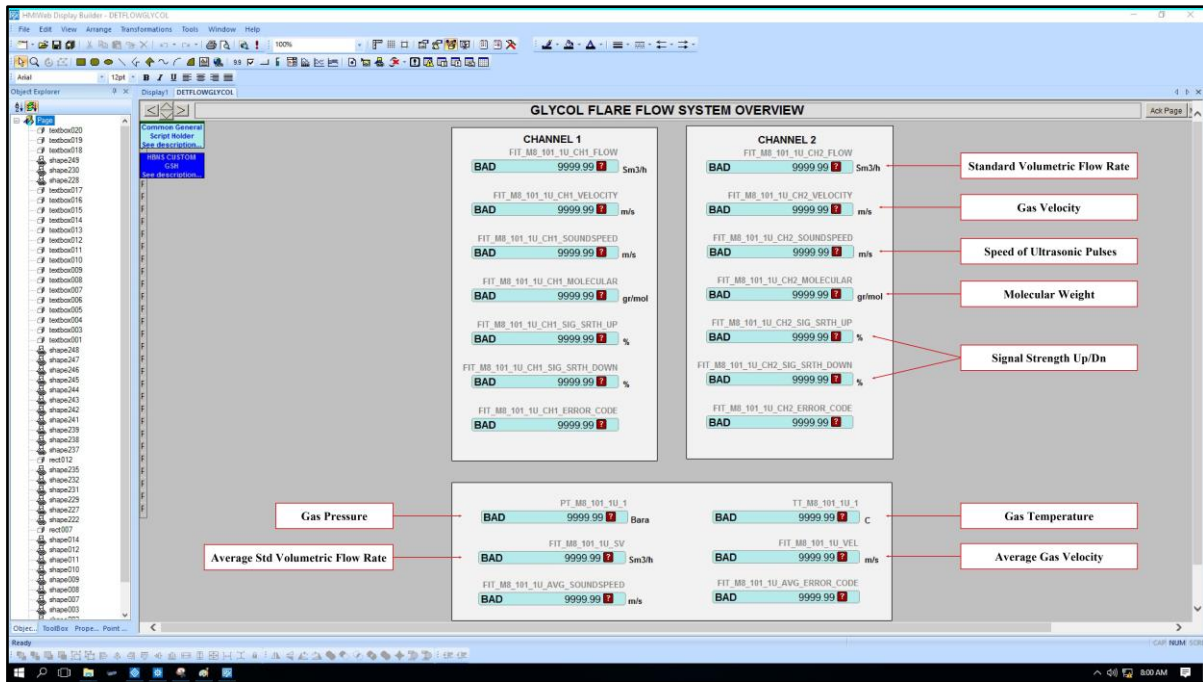 HMIWeb Display Builder - DETFLOWGLYCOL
File Edit View Arrange Transformations Tools Window Help
100%
Arial 12pt B I U
Object Explorer
Display1 DETFLOWGLYCOL
Page
textbox020
textbox019
textbox018
shape249
shape230
shape228
textbox017
textbox016
textbox015
textbox014
textbox013
textbox012
textbox011
textbox010
textbox009
textbox008
textbox007
textbox006
textbox005
textbox004
textbox003
textbox001
shape248
shape247
shape246
shape245
shape244
shape243
shape242
shape241
shape239
shape238
shape237
rect012
shape235
shape232
shape231
shape229
shape227
shape222
rect007
shape014
shape012
shape011
shape010
shape009
shape008
shape007
shape003
Objec... ToolBox Prope... Point ...
GLYCOL FLARE FLOW SYSTEM OVERVIEW
Ack Page
Common General
Script Holder
See description...
HBNS CUSTOM
GSH
See description...
CHANNEL 1
FIT_M8_101_1U_CH1_FLOW
BAD 9999.99 ? Sm3/h
FIT_M8_101_1U_CH1_VELOCITY
BAD 9999.99 ? m/s
FIT_M8_101_1U_CH1_SOUNDSPEED
BAD 9999.99 ? m/s
FIT_M8_101_1U_CH1_MOLECULAR
BAD 9999.99 ? gr/mol
FIT_M8_101_1U_CH1_SIG_SRTH_UP
BAD 9999.99 ? %
FIT_M8_101_1U_CH1_SIG_SRTH_DOWN
BAD 9999.99 ? %
FIT_M8_101_1U_CH1_ERROR_CODE
BAD 9999.99 ?
CHANNEL 2
FIT_M8_101_1U_CH2_FLOW
BAD 9999.99 ? Sm3/h
Standard Volumetric Flow Rate
FIT_M8_101_1U_CH2_VELOCITY
BAD 9999.99 ? m/s
Gas Velocity
FIT_M8_101_1U_CH2_SOUNDSPEED
BAD 9999.99 ? m/s
Speed of Ultrasonic Pulses
FIT_M8_101_1U_CH2_MOLECULAR
BAD 9999.99 ? gr/mol
Molecular Weight
FIT_M8_101_1U_CH2_SIG_SRTH_UP
BAD 9999.99 ? %
Signal Strength Up/Dn
FIT_M8_101_1U_CH2_SIG_SRTH_DOWN
BAD 9999.99 ? %
FIT_M8_101_1U_CH2_ERROR_CODE
BAD 9999.99 ?
PT_M8_101_1U_1
Gas Pressure
BAD 9999.99 ? Bara
TT_M8_101_1U_1
BAD 9999.99 ? C
Gas Temperature
FIT_M8_101_1U_SV
Average Std Volumetric Flow Rate
BAD 9999.99 ? Sm3/h
FIT_M8_101_1U_VEL
BAD 9999.99 ? m/s
Average Gas Velocity
FIT_M8_101_1U_AVG_SOUNDSPEED
BAD 9999.99 ? m/s
FIT_M8_101_1U_AVG_ERROR_CODE
BAD 9999.99 ?
Ready
CAP NUM SCRL
8:00 AM